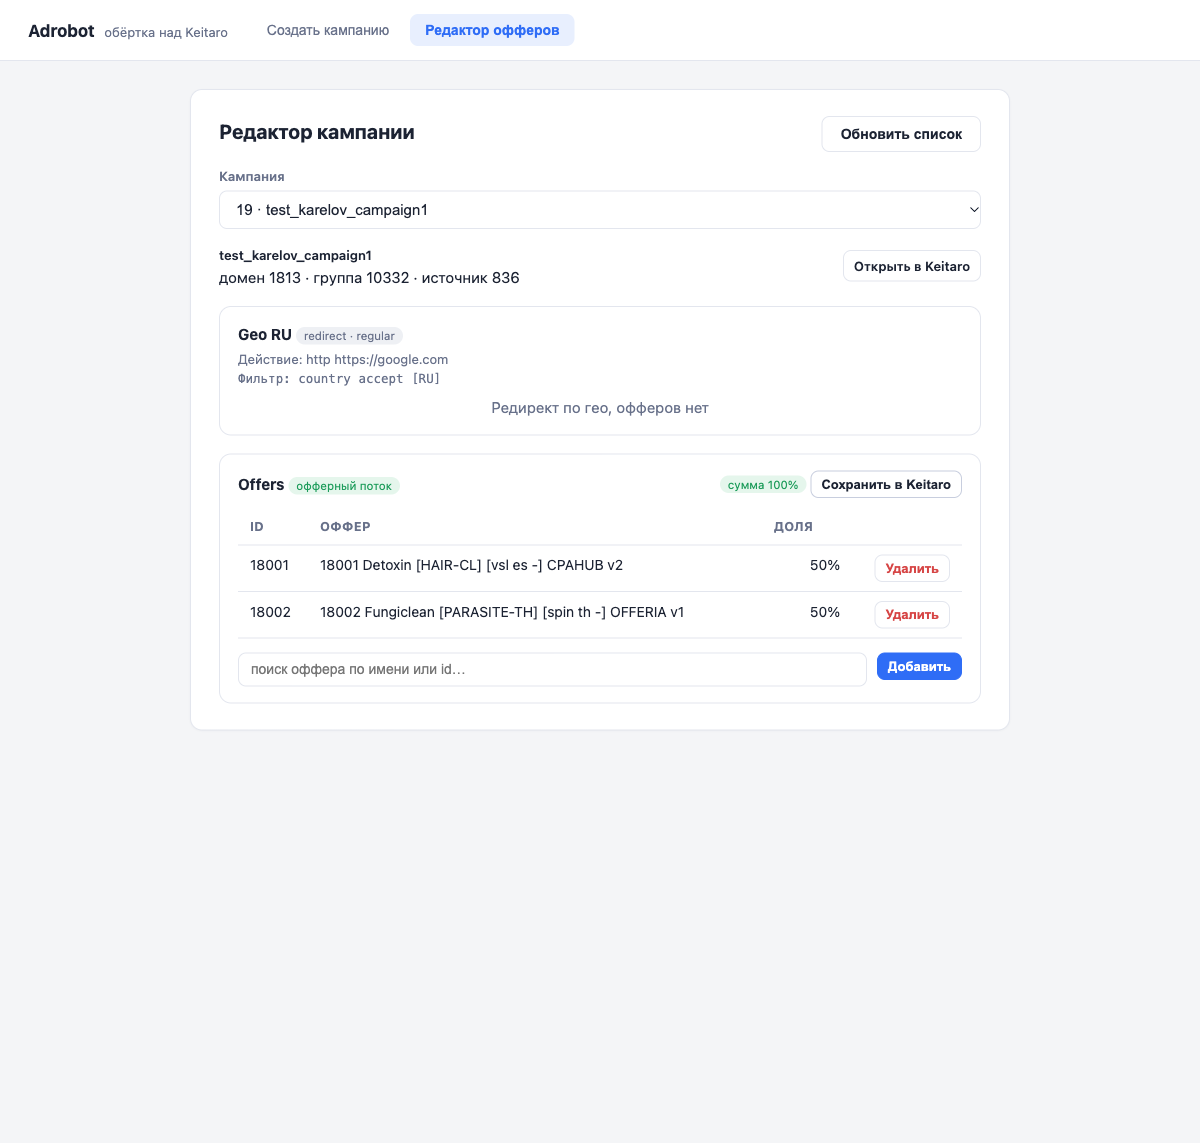 Adrobot обёртка над Keitaro Создать кампанию Редактор офферов
Редактор кампании Обновить список
Кампания
19 · test_karelov_campaign1
test_karelov_campaign1
домен 1813 · группа 10332 · источник 836 Открыть в Keitaro
Geo RU redirect · regular
Действие: http https://google.com
Фильтр: country accept [RU]
Редирект по гео, офферов нет
Offers офферный поток сумма 100% Сохранить в Keitaro
ID ОФФЕР ДОЛЯ
18001 18001 Detoxin [HAIR-CL] [vsl es -] CPAHUB v2 50% Удалить
18002 18002 Fungiclean [PARASITE-TH] [spin th -] OFFERIA v1 50% Удалить
поиск оффера по имени или id... Добавить